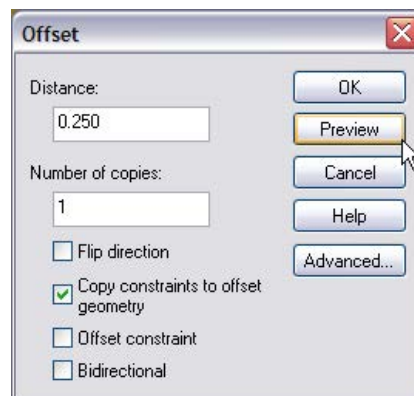 Offset
Distance:
0.250
Number of copies:
1
Flip direction
Copy constraints to offset
geometry
Offset constraint
Bidirectional
OK
Preview
Cancel
Help
Advanced...